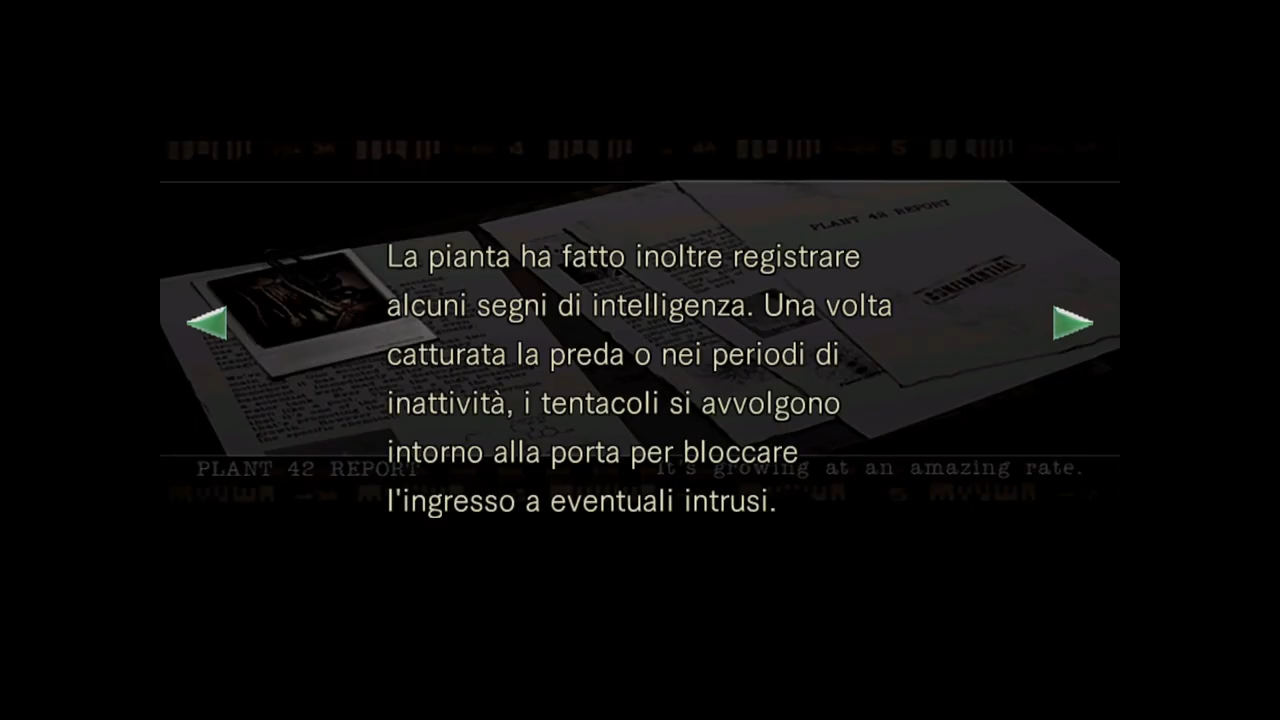 PLANT 42 REPORT
CONFIDENTIAL
La pianta ha fatto inoltre registrare
alcuni segni di intelligenza. Una volta
catturata la preda o nei periodi di
inattività, i tentacoli si avvolgono
intorno alla porta per bloccare
l'ingresso a eventuali intrusi.
PLANT 42 REPORT
It's growing at an amazing rate.